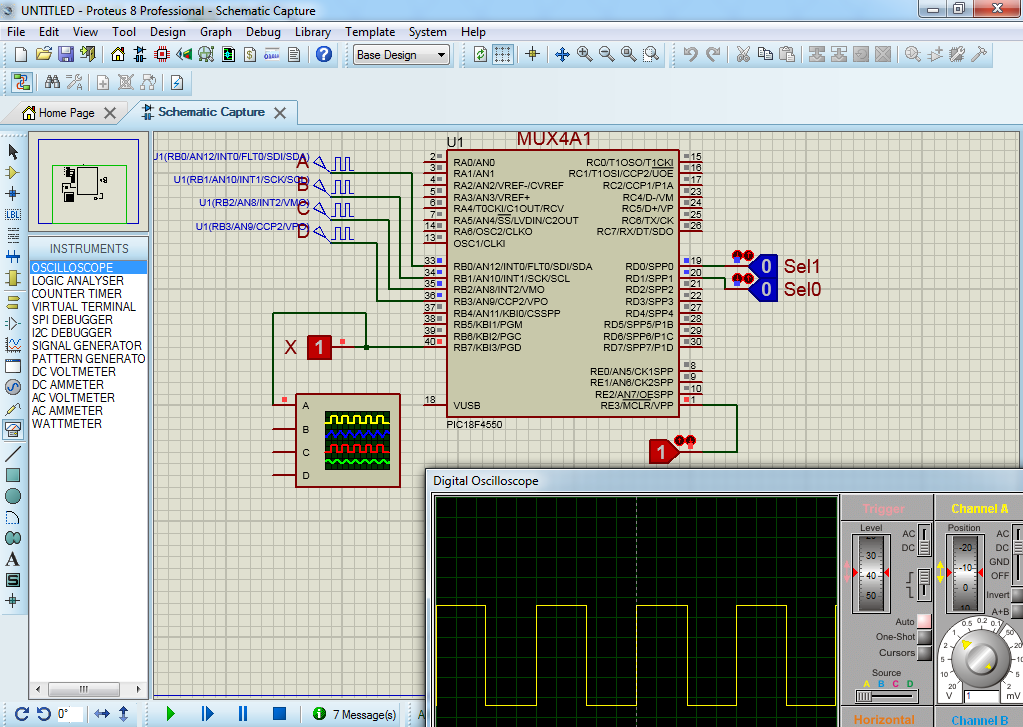 UNTITLED - Proteus 8 Professional - Schematic Capture
File Edit View Tool Design Graph Debug Library Template System Help
Base Design
Home Page
Schematic Capture
INSTRUMENTS
OSCILLOSCOPE
LOGIC ANALYSER
COUNTER TIMER
VIRTUAL TERMINAL
SPI DEBUGGER
I2C DEBUGGER
SIGNAL GENERATOR
PATTERN GENERATO
DC VOLTMETER
DC AMMETER
AC VOLTMETER
AC AMMETER
WATTMETER
LBL
A
S
0°
7 Message(s)
U1(RB0/AN12/INT0/FLT0/SDI/SDA)
A
U1(RB1/AN10/INT1/SCK/SCL)
B
U1(RB2/AN8/INT2/VMO)
C
U1(RB3/AN9/CCP2/VPO)
D
U1
MUX4A1
2 RA0/AN0
3 RA1/AN1
4 RA2/AN2/VREF-/CVREF
5 RA3/AN3/VREF+
6 RA4/T0CKI/C1OUT/RCV
7 RA5/AN4/SS/LVDIN/C2OUT
14 RA6/OSC2/CLKO
13 OSC1/CLKI
33 RB0/AN12/INT0/FLT0/SDI/SDA
34 RB1/AN10/INT1/SCK/SCL
35 RB2/AN8/INT2/VMO
36 RB3/AN9/CCP2/VPO
37 RB4/AN11/KBI0/CSSPP
38 RB5/KBI1/PGM
39 RB6/KBI2/PGC
40 RB7/KBI3/PGD
18 VUSB
RC0/T1OSO/T1CKI 15
RC1/T1OSI/CCP2/UOE 16
RC2/CCP1/P1A 17
RC4/D-/VM 23
RC5/D+/VP 24
RC6/TX/CK 25
RC7/RX/DT/SDO 26
RD0/SPP0 19
RD1/SPP1 20
RD2/SPP2 21
RD3/SPP3 22
RD4/SPP4 27
RD5/SPP5/P1B 28
RD6/SPP6/P1C 29
RD7/SPP7/P1D 30
RE0/AN5/CK1SPP 8
RE1/AN6/CK2SPP 9
RE2/AN7/OESPP 10
RE3/MCLR/VPP 1
PIC18F4550
0 Sel1
0 Sel0
X 1
A
B
C
D
1
Digital Oscilloscope
Trigger
Level
30
40
50
AC
DC
Auto
One-Shot
Cursors
Source
A B C D
Horizontal
Channel A
Position
-20
-10
0
10
AC
DC
GND
OFF
Invert
A+B
0.5 0.2 0.1
1 50
2 20
5 10
10 5
20 2
V 1 mV
Channel B